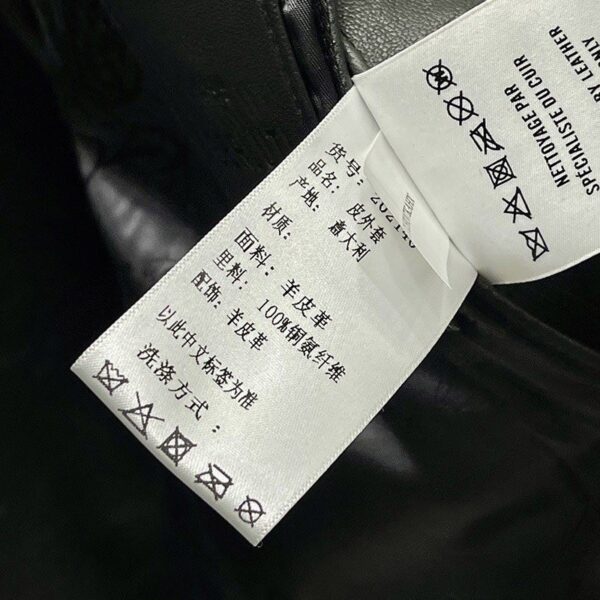 货号:
品名: 皮外套
产地: 意大利
材质:
面料: 羊皮革
里料: 100%铜氨纤维
配饰: 羊皮革
以此中文标签为准
洗涤方式:
BY LEATHER
ONLY
NETTOYAGE PAR
SPECIALISTE DU CUIR